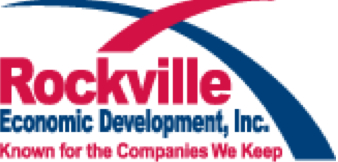 Rockville
Economic Development, Inc.
Known for the Companies We Keep